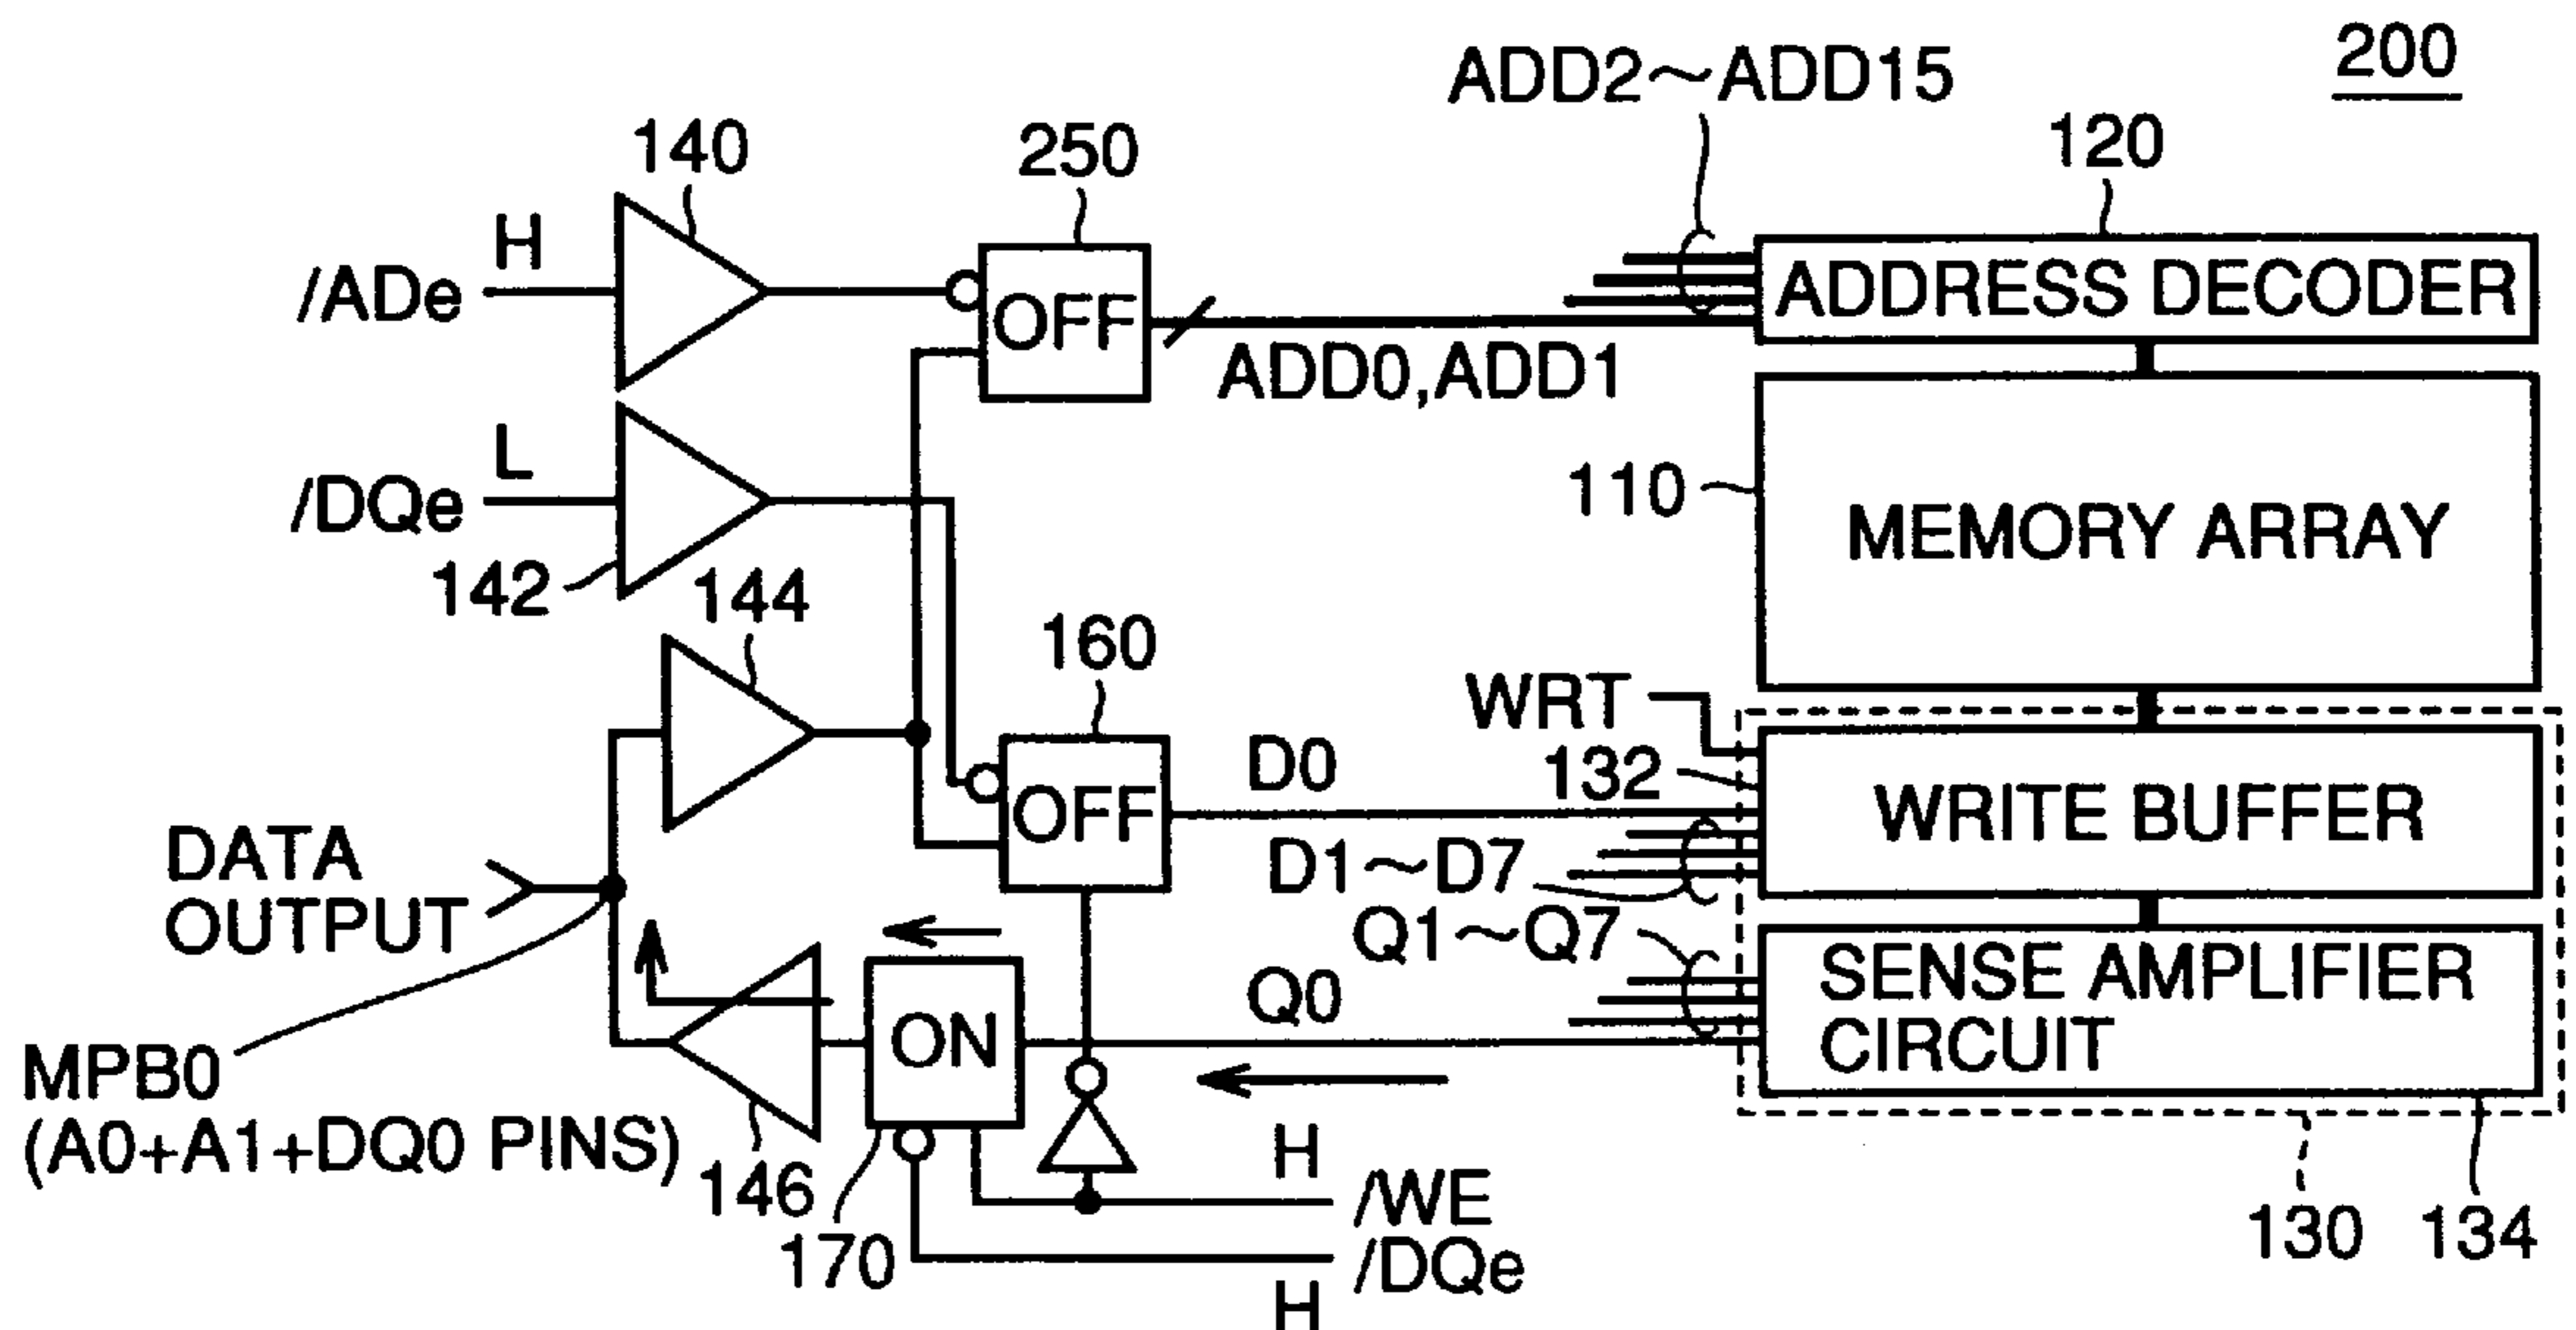 200
ADD2~ADD15
140
250
120
H
/ADe
OFF
ADDRESS DECODER
ADD0,ADD1
L
/DQe
110
MEMORY ARRAY
142
144
160
WRT
132
D0
OFF
WRITE BUFFER
DATA
OUTPUT
D1~D7
Q1~Q7
SENSE AMPLIFIER
CIRCUIT
Q0
ON
MPB0
(A0+A1+DQ0 PINS)
146
170
H
/WE
/DQe
H
130
134